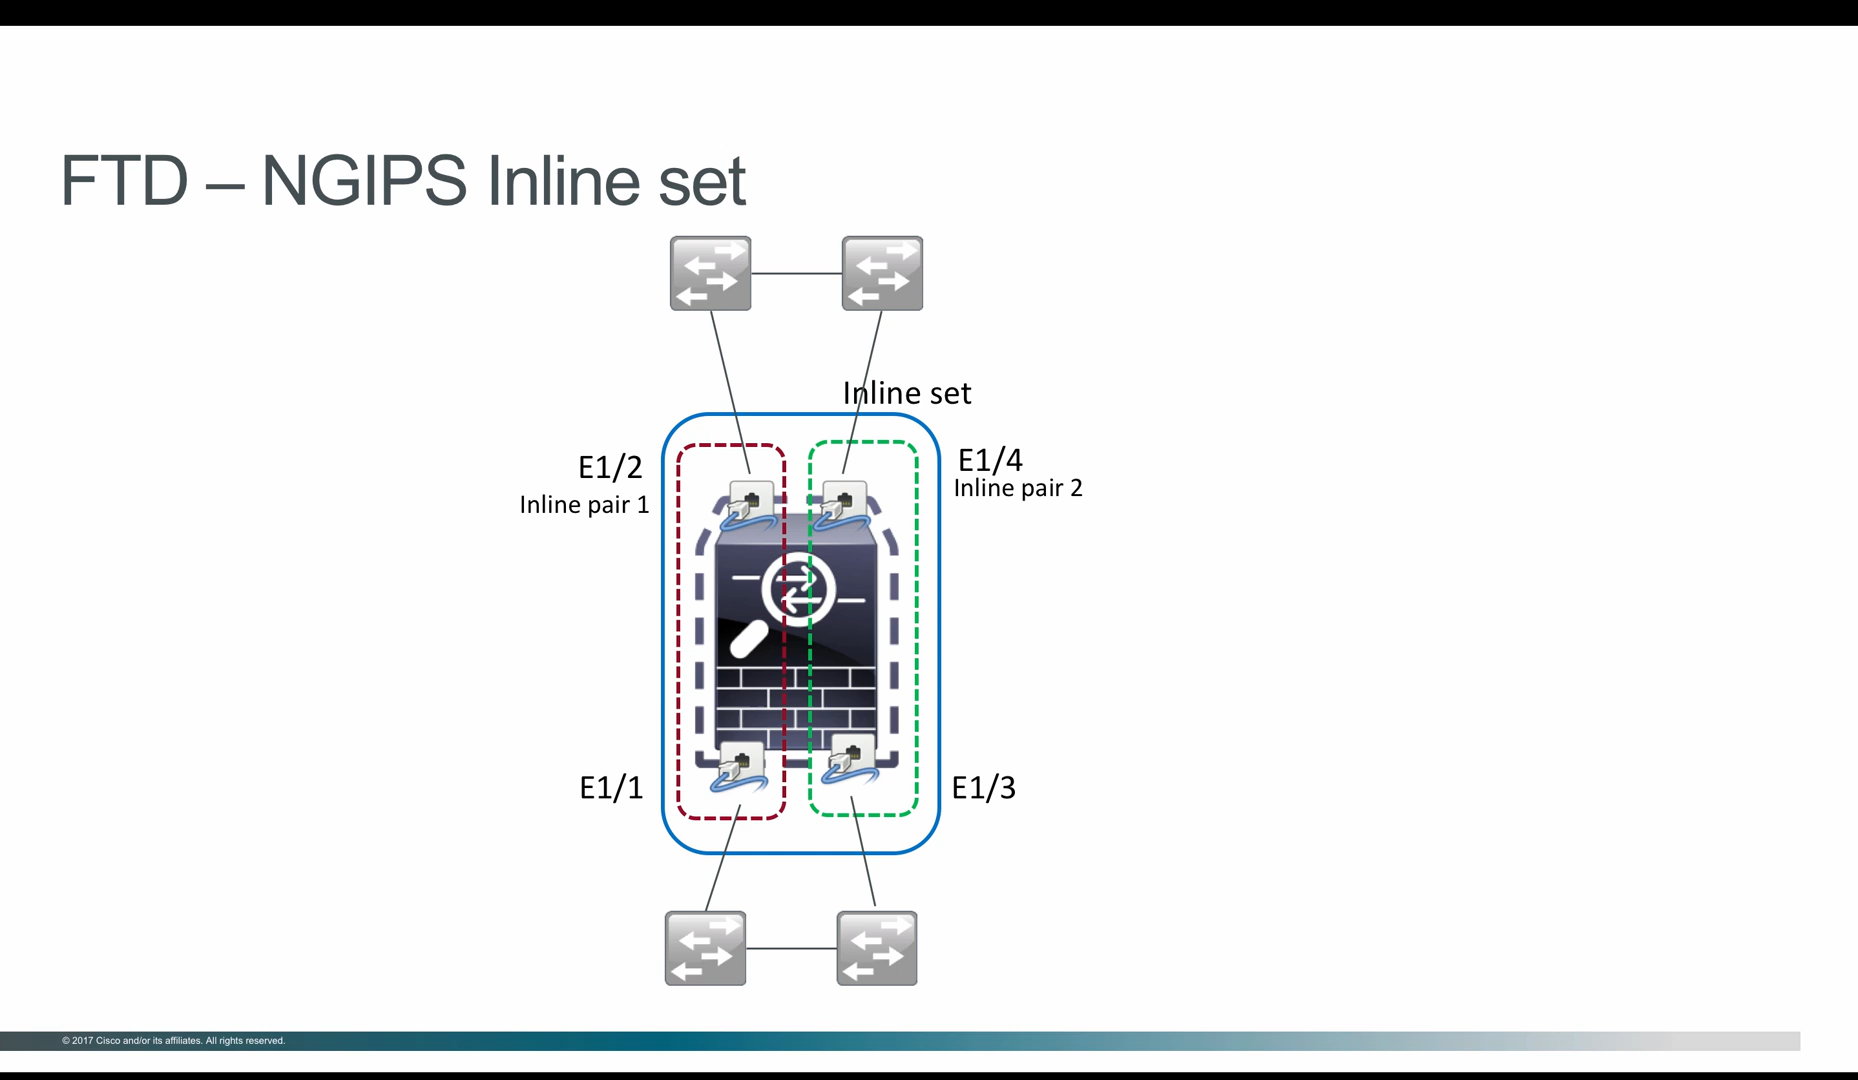 FTD – NGIPS Inline set
Inline set
E1/2
Inline pair 1
E1/4
Inline pair 2
E1/1
E1/3
© 2017 Cisco and/or its affiliates. All rights reserved.